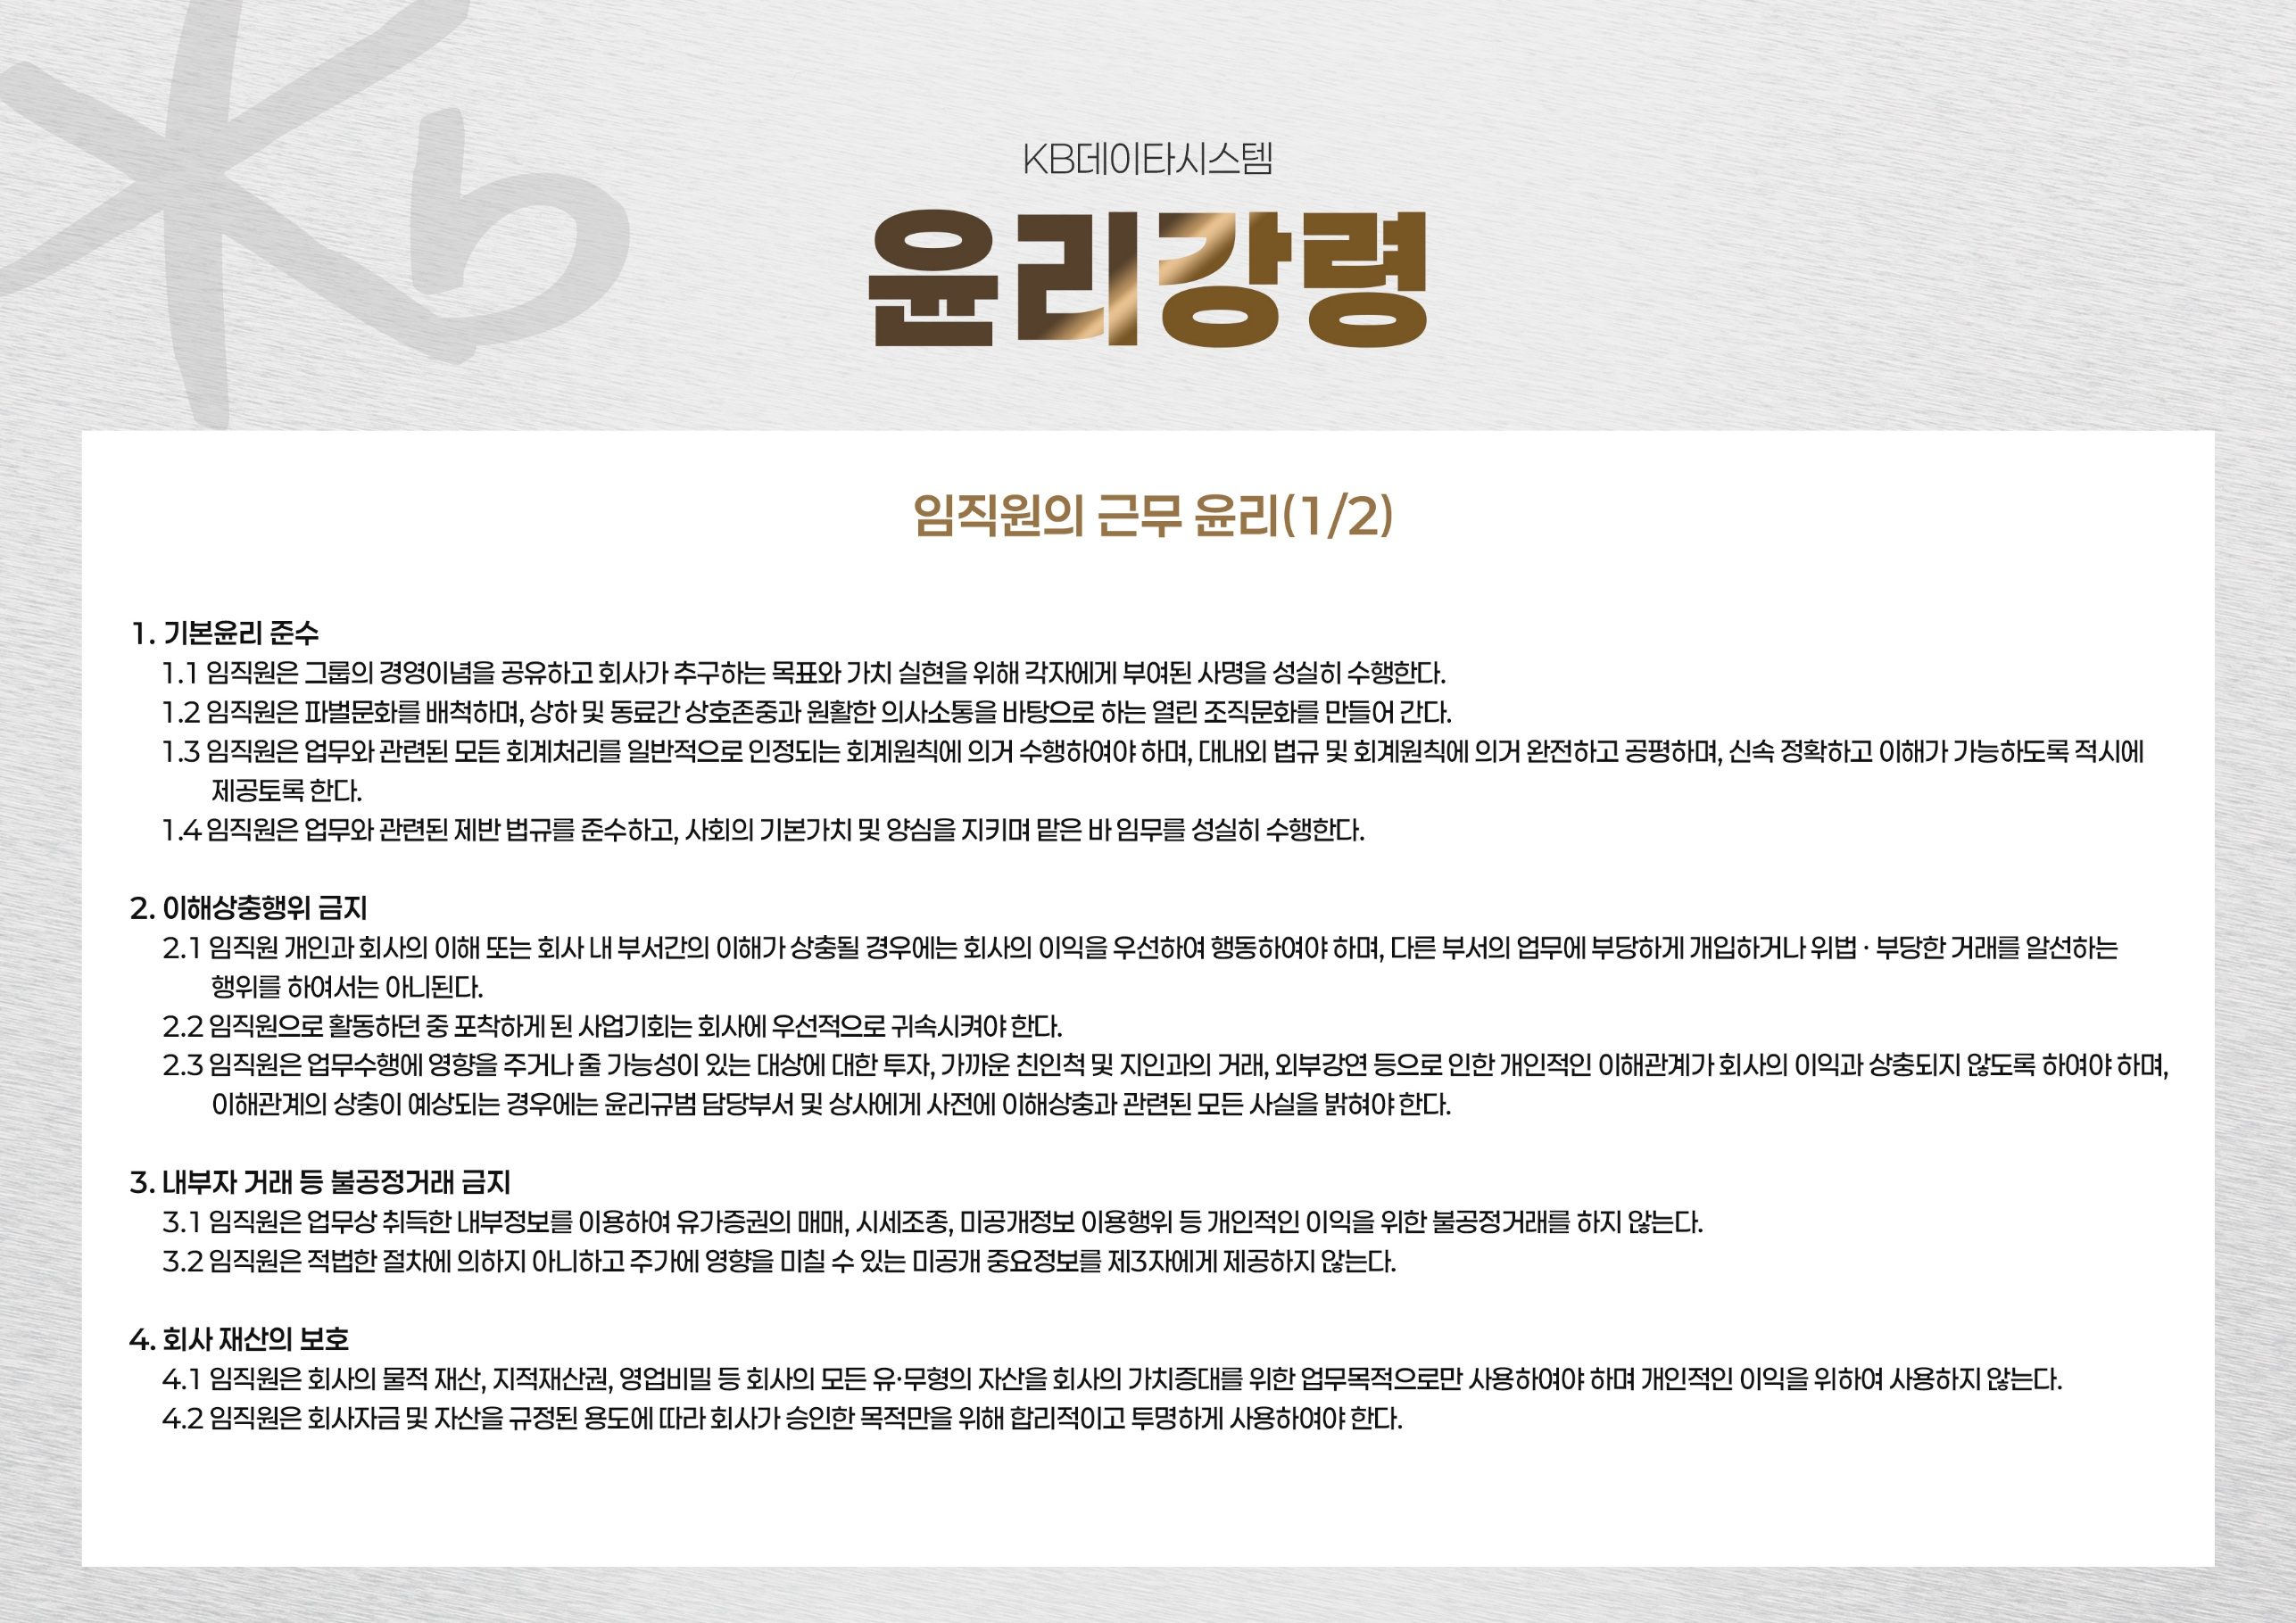 kb
KB데이타시스템
윤리강령
임직원의 근무 윤리(1/2)
1. 기본윤리 준수
1.1 임직원은 그룹의 경영이념을 공유하고 회사가 추구하는 목표와 가치 실현을 위해 각자에게 부여된 사명을 성실히 수행한다.
1.2 임직원은 파벌문화를 배척하며, 상하 및 동료간 상호존중과 원활한 의사소통을 바탕으로 하는 열린 조직문화를 만들어 간다.
1.3 임직원은 업무와 관련된 모든 회계처리를 일반적으로 인정되는 회계원칙에 의거 수행하여야 하며, 대내외 법규 및 회계원칙에 의거 완전하고 공평하며, 신속 정확하고 이해가 가능하도록 적시에
제공토록 한다.
1.4 임직원은 업무와 관련된 제반 법규를 준수하고, 사회의 기본가치 및 양심을 지키며 맡은 바 임무를 성실히 수행한다.
2. 이해상충행위 금지
2.1 임직원 개인과 회사의 이해 또는 회사 내 부서간의 이해가 상충될 경우에는 회사의 이익을 우선하여 행동하여야 하며, 다른 부서의 업무에 부당하게 개입하거나 위법 · 부당한 거래를 알선하는
행위를 하여서는 아니된다.
2.2 임직원으로 활동하던 중 포착하게 된 사업기회는 회사에 우선적으로 귀속시켜야 한다.
2.3 임직원은 업무수행에 영향을 주거나 줄 가능성이 있는 대상에 대한 투자, 가까운 친인척 및 지인과의 거래, 외부강연 등으로 인한 개인적인 이해관계가 회사의 이익과 상충되지 않도록 하여야 하며,
이해관계의 상충이 예상되는 경우에는 윤리규범 담당부서 및 상사에게 사전에 이해상충과 관련된 모든 사실을 밝혀야 한다.
3. 내부자 거래 등 불공정거래 금지
3.1 임직원은 업무상 취득한 내부정보를 이용하여 유가증권의 매매, 시세조종, 미공개정보 이용행위 등 개인적인 이익을 위한 불공정거래를 하지 않는다.
3.2 임직원은 적법한 절차에 의하지 아니하고 주가에 영향을 미칠 수 있는 미공개 중요정보를 제3자에게 제공하지 않는다.
4. 회사 재산의 보호
4.1 임직원은 회사의 물적 재산, 지적재산권, 영업비밀 등 회사의 모든 유·무형의 자산을 회사의 가치증대를 위한 업무목적으로만 사용하여야 하며 개인적인 이익을 위하여 사용하지 않는다.
4.2 임직원은 회사자금 및 자산을 규정된 용도에 따라 회사가 승인한 목적만을 위해 합리적이고 투명하게 사용하여야 한다.